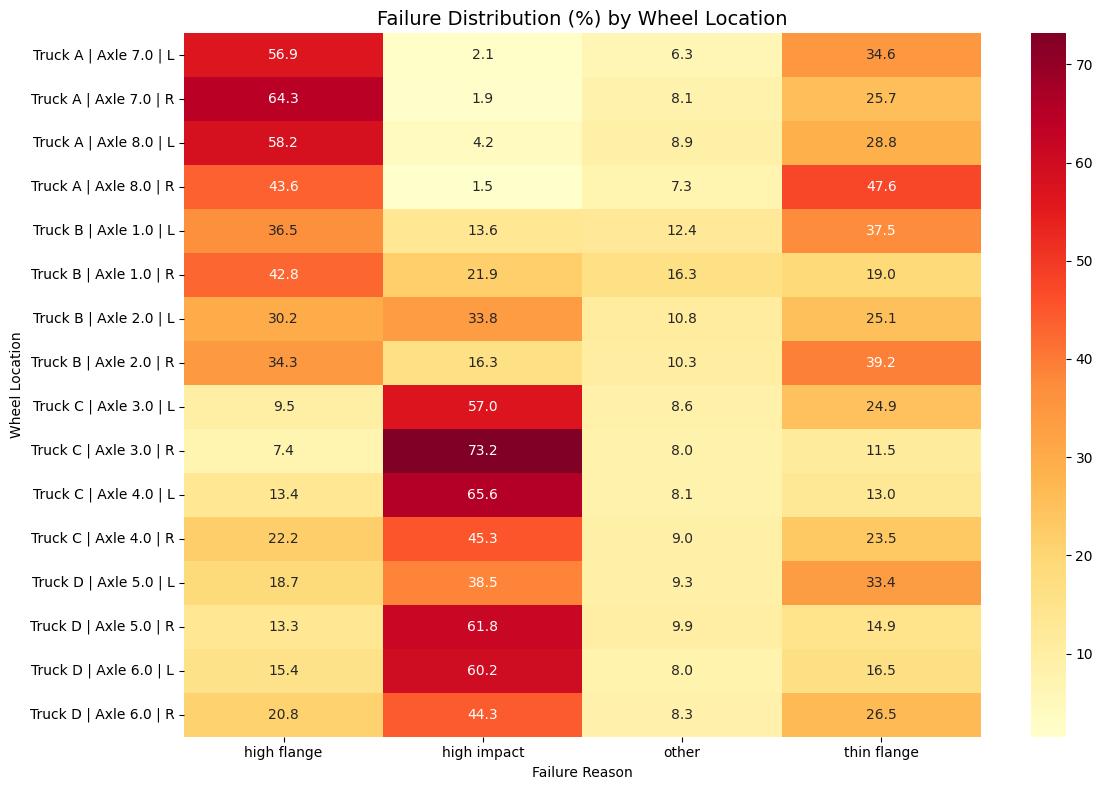 Failure Distribution (%) by Wheel Location
Truck A | Axle 7.0 | L 56.9 2.1 6.3 34.6
Truck A | Axle 7.0 | R 64.3 1.9 8.1 25.7
Truck A | Axle 8.0 | L 58.2 4.2 8.9 28.8
Truck A | Axle 8.0 | R 43.6 1.5 7.3 47.6
Truck B | Axle 1.0 | L 36.5 13.6 12.4 37.5
Truck B | Axle 1.0 | R 42.8 21.9 16.3 19.0
Truck B | Axle 2.0 | L 30.2 33.8 10.8 25.1
Truck B | Axle 2.0 | R 34.3 16.3 10.3 39.2
Truck C | Axle 3.0 | L 9.5 57.0 8.6 24.9
Truck C | Axle 3.0 | R 7.4 73.2 8.0 11.5
Truck C | Axle 4.0 | L 13.4 65.6 8.1 13.0
Truck C | Axle 4.0 | R 22.2 45.3 9.0 23.5
Truck D | Axle 5.0 | L 18.7 38.5 9.3 33.4
Truck D | Axle 5.0 | R 13.3 61.8 9.9 14.9
Truck D | Axle 6.0 | L 15.4 60.2 8.0 16.5
Truck D | Axle 6.0 | R 20.8 44.3 8.3 26.5
high flange high impact other thin flange
Failure Reason
Wheel Location
70
60
50
40
30
20
10